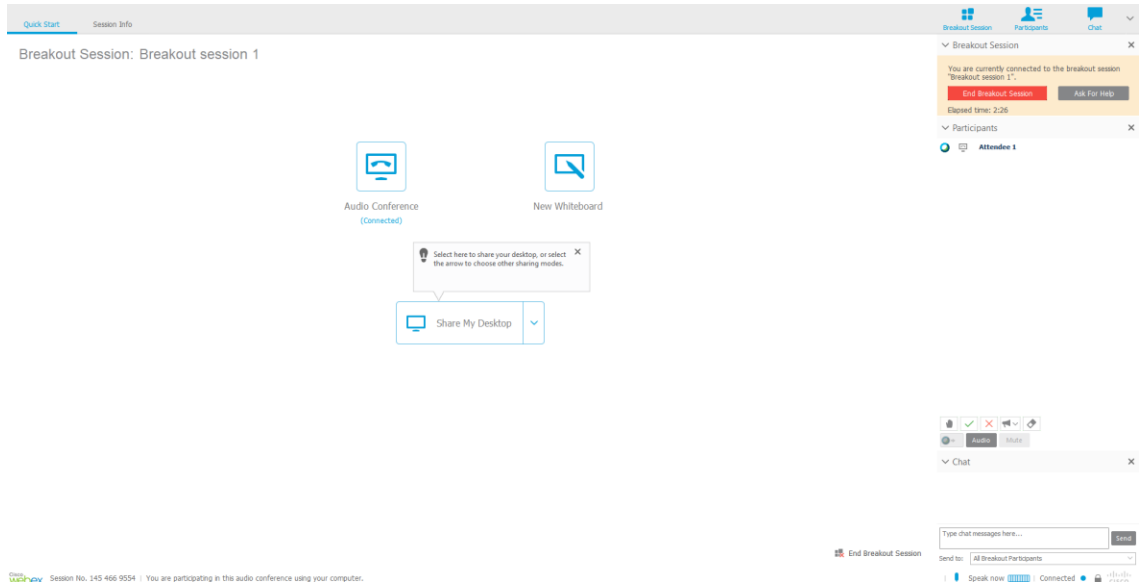 Quick Start
Session Info
Breakout Session
Participants
Chat
Breakout Session: Breakout session 1
Audio Conference
(Connected)
New Whiteboard
Select here to share your desktop, or select
the arrow to choose other sharing modes.
Share My Desktop
Breakout Session
You are currently connected to the breakout session
"Breakout session 1".
End Breakout Session
Ask For Help
Elapsed time: 2:26
Participants
Attendee 1
Audio
Mute
Chat
Type chat messages here...
Send
Send to:
All Breakout Participants
End Breakout Session
Cisco
webex
Session No. 145 466 9554 | You are participating in this audio conference using your computer.
Speak now
Connected